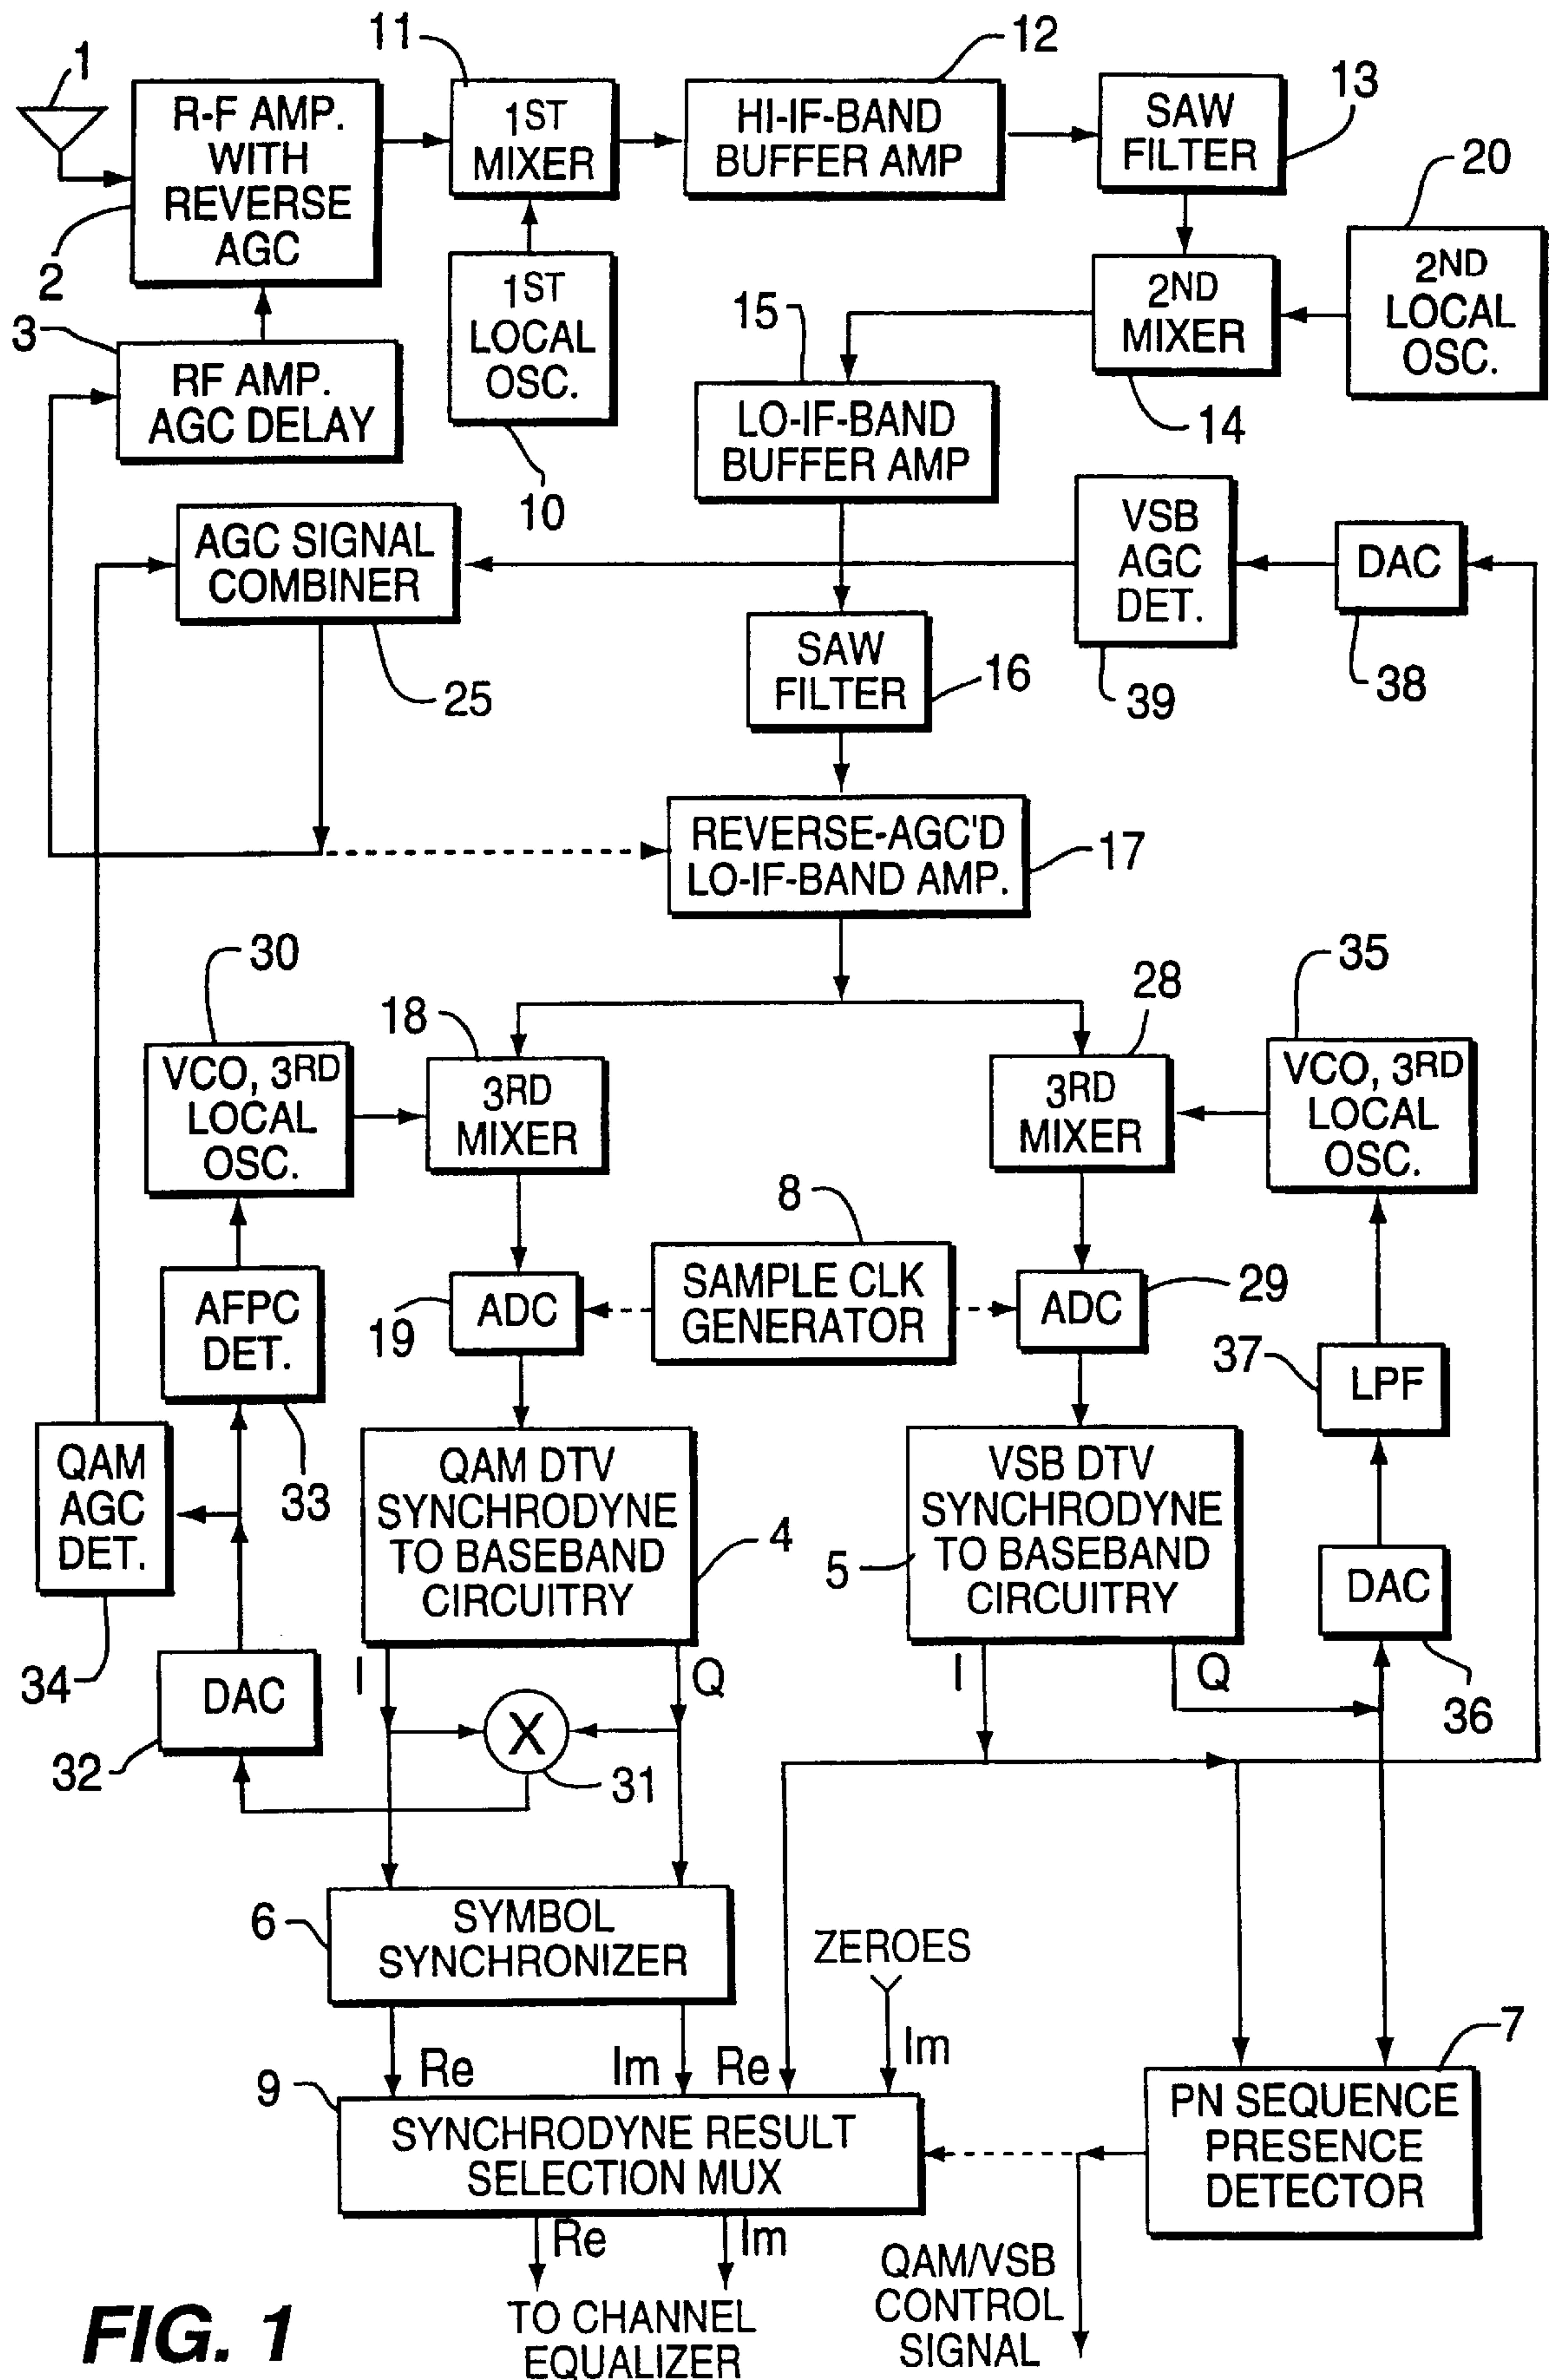 1
R-F AMP.
WITH
REVERSE
AGC
2
11
1ST
MIXER
12
HI-IF-BAND
BUFFER AMP
SAW
FILTER
13
3
RF AMP.
AGC DELAY
1ST
LOCAL
OSC.
10
15
LO-IF-BAND
BUFFER AMP
2ND
MIXER
14
20
2ND
LOCAL
OSC.
AGC SIGNAL
COMBINER
25
SAW
FILTER
16
VSB
AGC
DET.
39
DAC
38
REVERSE-AGC'D
LO-IF-BAND AMP.
17
30
VCO, 3RD
LOCAL
OSC.
18
3RD
MIXER
28
3RD
MIXER
35
VCO, 3RD
LOCAL
OSC.
AFPC
DET.
33
19
ADC
8
SAMPLE CLK
GENERATOR
ADC
29
37
LPF
QAM
AGC
DET.
34
QAM DTV
SYNCHRODYNE
TO BASEBAND
CIRCUITRY
4
5
VSB DTV
SYNCHRODYNE
TO BASEBAND
CIRCUITRY
DAC
36
DAC
32
I
Q
X
31
I
Q
6
SYMBOL
SYNCHRONIZER
ZEROES
Re
Im
Re
Im
9
SYNCHRODYNE RESULT
SELECTION MUX
7
PN SEQUENCE
PRESENCE
DETECTOR
Re
Im
TO CHANNEL
EQUALIZER
QAM/VSB
CONTROL
SIGNAL
FIG. 1